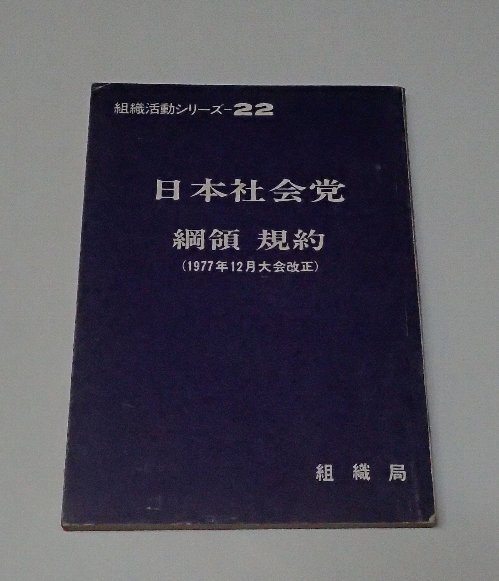 組織活動シリーズ-22
日本社会党
綱領 規約
(1977年12月大会改正)
組織局